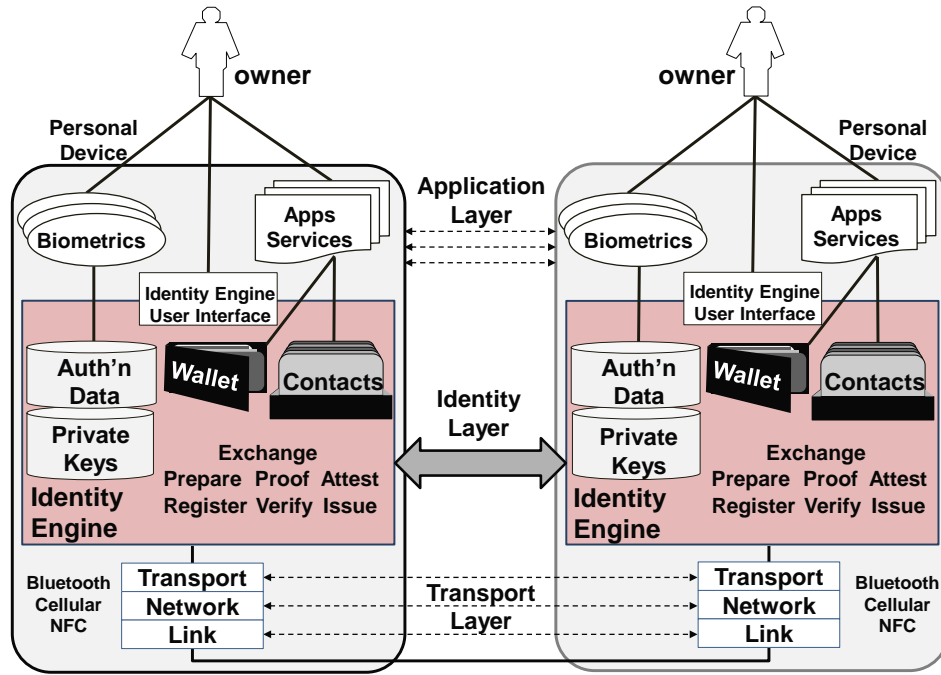 owner
Personal
Device
Biometrics
Apps
Services
Identity Engine
User Interface
Auth'n
Data
Wallet
Contacts
Private
Keys
Exchange
Prepare Proof Attest
Register Verify Issue
Identity
Engine
Bluetooth
Cellular
NFC
Transport
Network
Link
Application
Layer
Identity
Layer
Transport
Layer
owner
Personal
Device
Biometrics
Apps
Services
Identity Engine
User Interface
Auth'n
Data
Wallet
Contacts
Private
Keys
Exchange
Prepare Proof Attest
Register Verify Issue
Identity
Engine
Transport
Network
Link
Bluetooth
Cellular
NFC